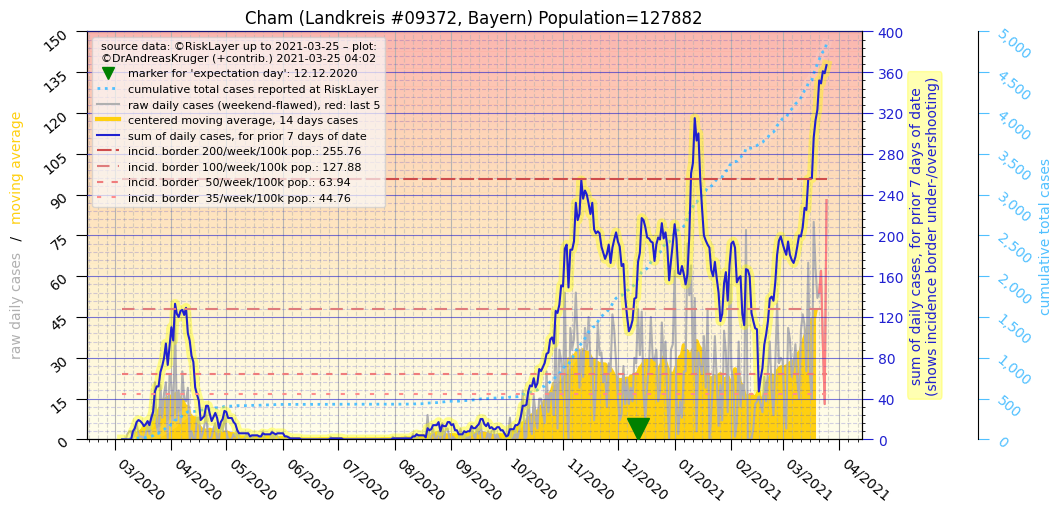 Cham (Landkreis #09372, Bayern) Population=127882
source data: ©RiskLayer up to 2021-03-25 – plot:
©DrAndreasKruger (+contrib.) 2021-03-25 04:02
marker for 'expectation day': 12.12.2020
cumulative total cases reported at RiskLayer
raw daily cases (weekend-flawed), red: last 5
centered moving average, 14 days cases
sum of daily cases, for prior 7 days of date
incid. border 200/week/100k pop.: 255.76
incid. border 100/week/100k pop.: 127.88
incid. border  50/week/100k pop.: 63.94
incid. border  35/week/100k pop.: 44.76
raw daily cases / moving average
150
135
120
105
90
75
60
45
30
15
0
03/2020
04/2020
05/2020
06/2020
07/2020
08/2020
09/2020
10/2020
11/2020
12/2020
01/2021
02/2021
03/2021
04/2021
400
360
320
280
240
200
160
120
80
40
0
sum of daily cases, for prior 7 days of date
(shows incidence border under-/overshooting)
5,000
4,500
4,000
3,500
3,000
2,500
2,000
1,500
1,000
500
0
cumulative total cases